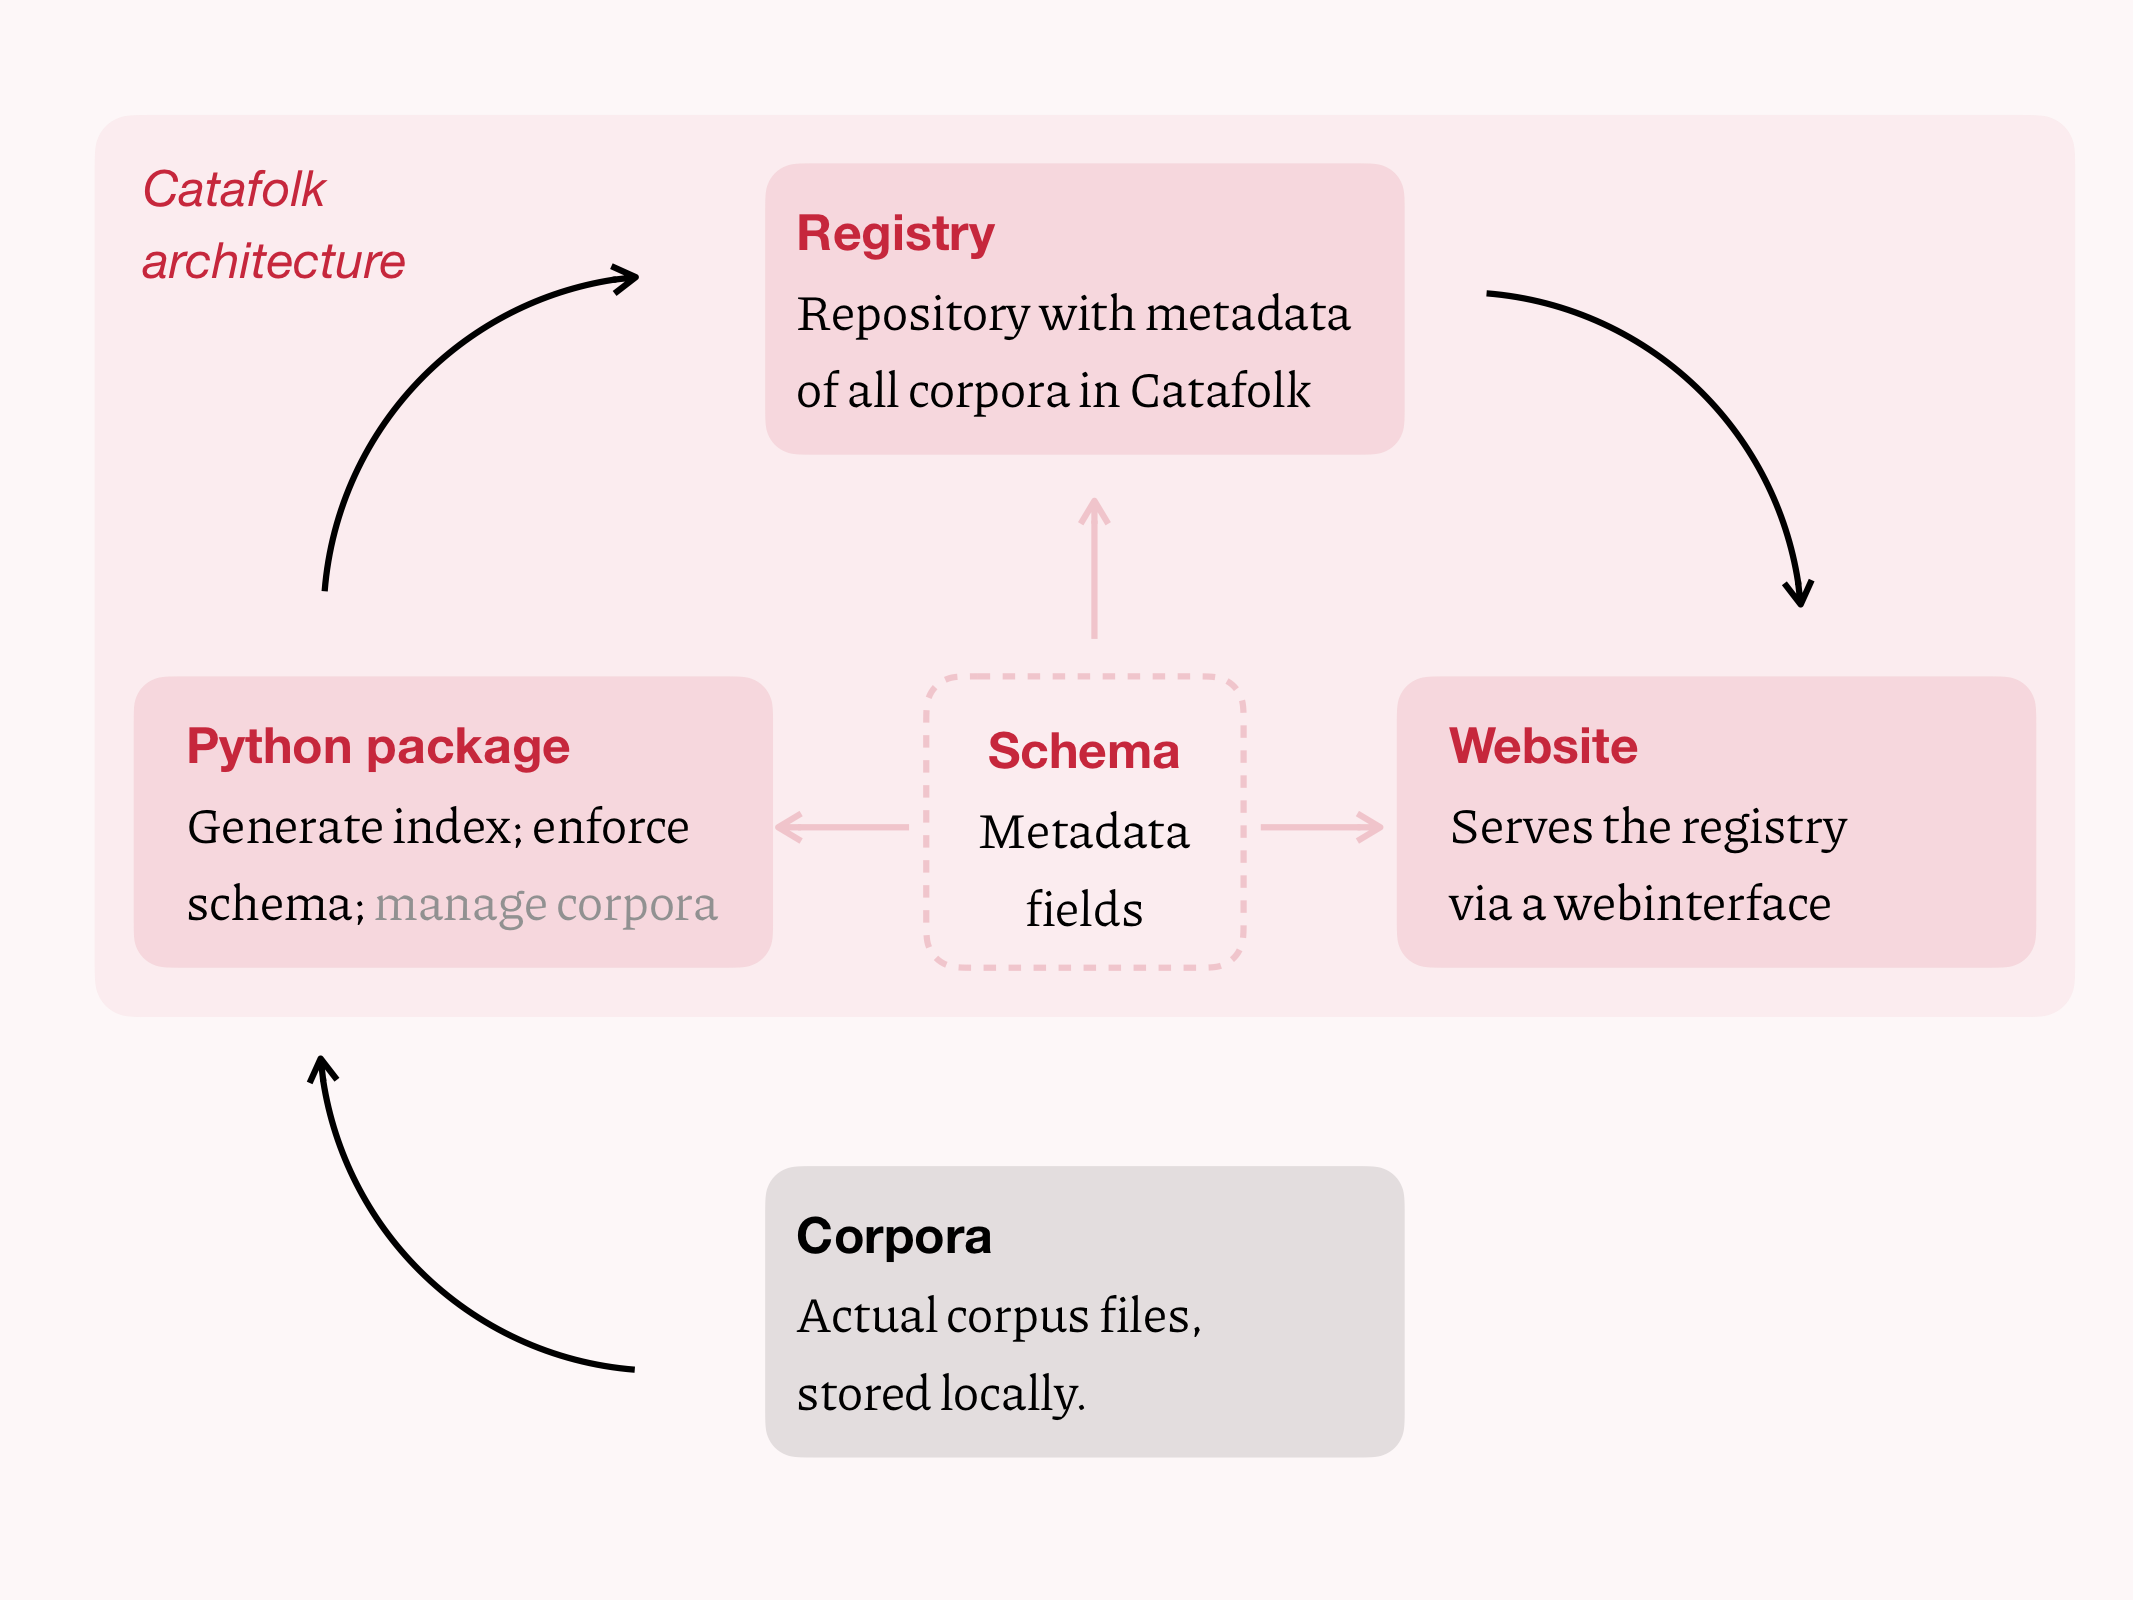 Catafolk
architecture
Registry
Repository with metadata
of all corpora in Catafolk
Python package
Generate index; enforce
schema; manage corpora
Schema
Metadata
fields
Website
Serves the registry
via a webinterface
Corpora
Actual corpus files,
stored locally.